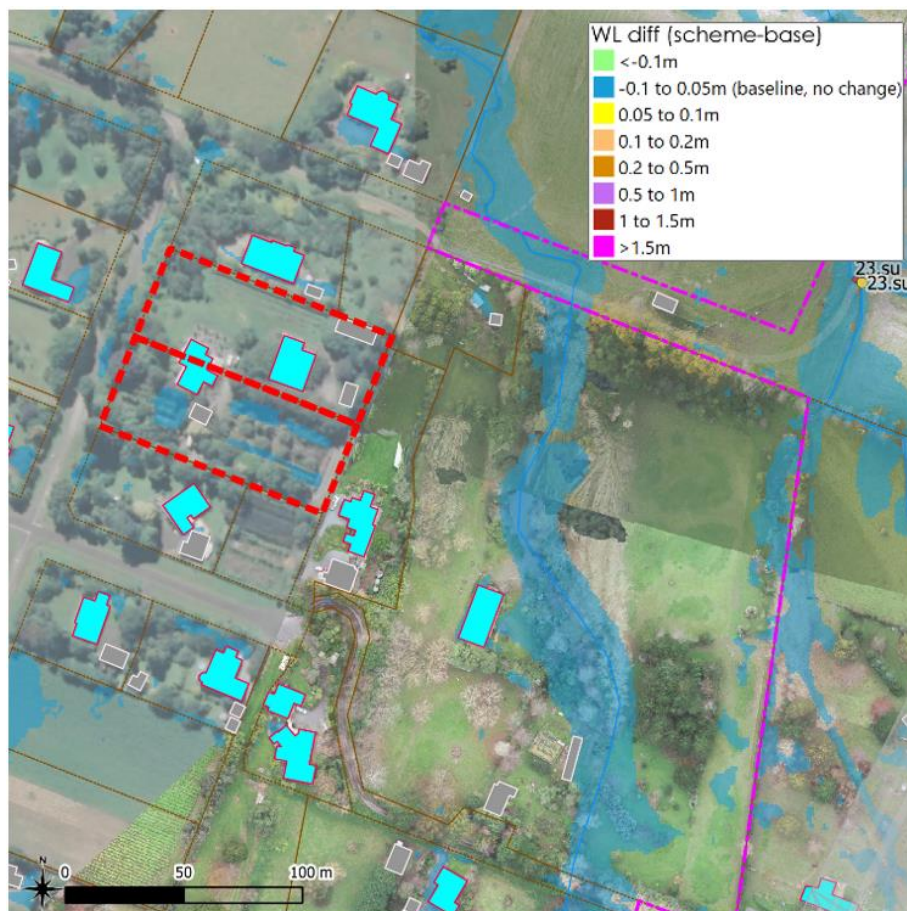 WL diff (scheme-base)
<-0.1m
-0.1 to 0.05m (baseline, no change)
0.05 to 0.1m
0.1 to 0.2m
0.2 to 0.5m
0.5 to 1m
1 to 1.5m
>1.5m
23.su
23.su
N
0 50 100 m